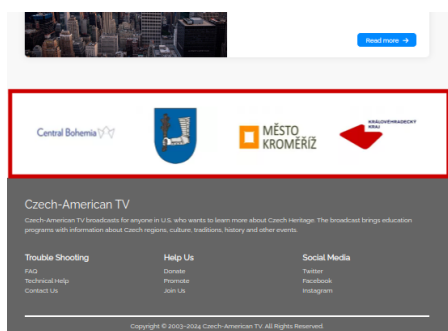 Read more →
Central Bohemia
MĚSTO
KROMĚŘÍŽ
KRÁLOVÉHRADECKÝ
KRAJ
Czech-American TV
Czech-American TV broadcasts for anyone in U.S. who wants to learn more about Czech Heritage. The broadcast brings education
programs with information about Czech regions, culture, traditions, history and other events.
Trouble Shooting
Help Us
Social Media
FAQ
Donate
Twitter
Technical Help
Promote
Facebook
Contact Us
Join Us
Instagram
Copyright © 2003-2024 Czech-American TV. All Rights Reserved